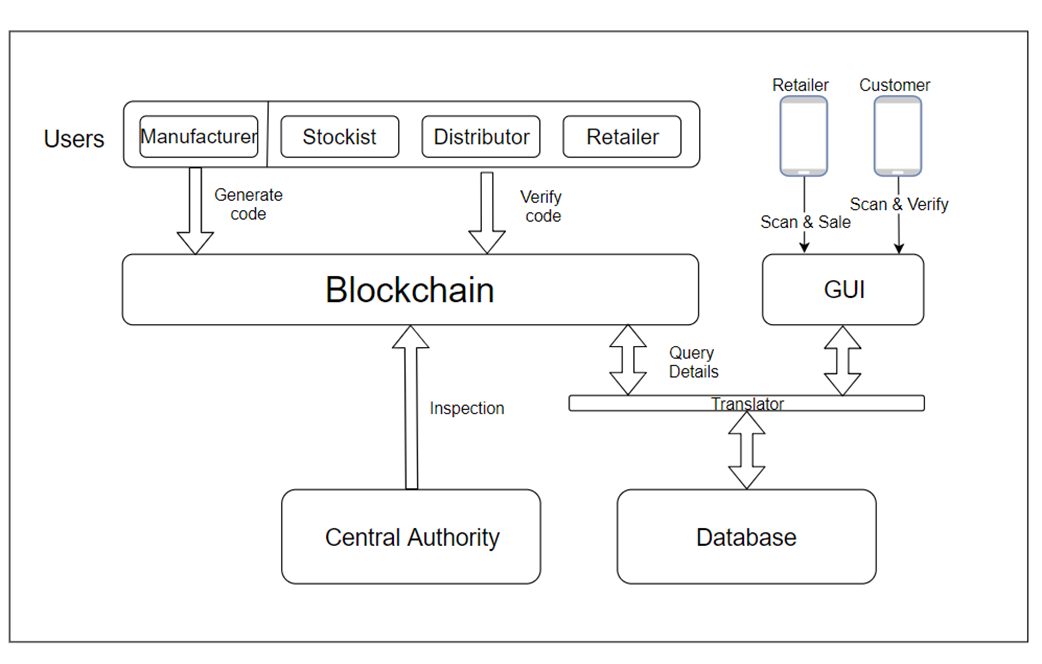 Retailer
Customer
Users
Manufacturer
Stockist
Distributor
Retailer
Generate
code
Verify
code
Scan & Verify
Scan & Sale
Blockchain
GUI
Query
Details
Translator
Inspection
Central Authority
Database